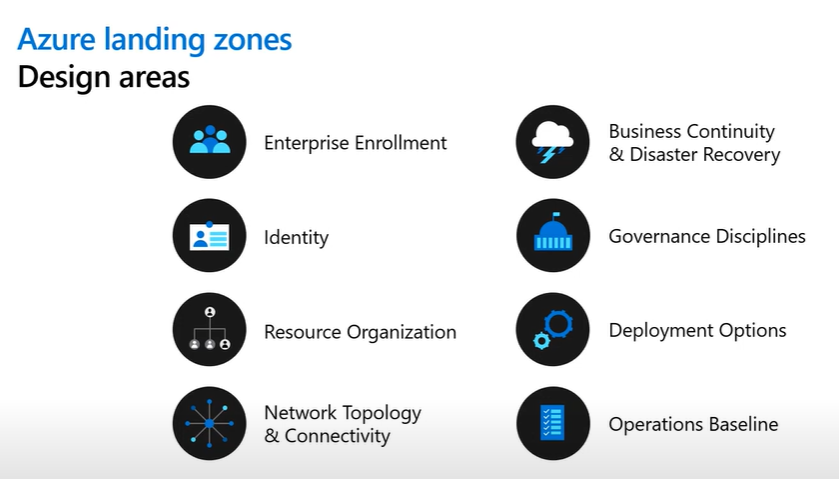 Azure landing zones
Design areas
Enterprise Enrollment
Identity
Resource Organization
Network Topology
& Connectivity
Business Continuity
& Disaster Recovery
Governance Disciplines
Deployment Options
Operations Baseline